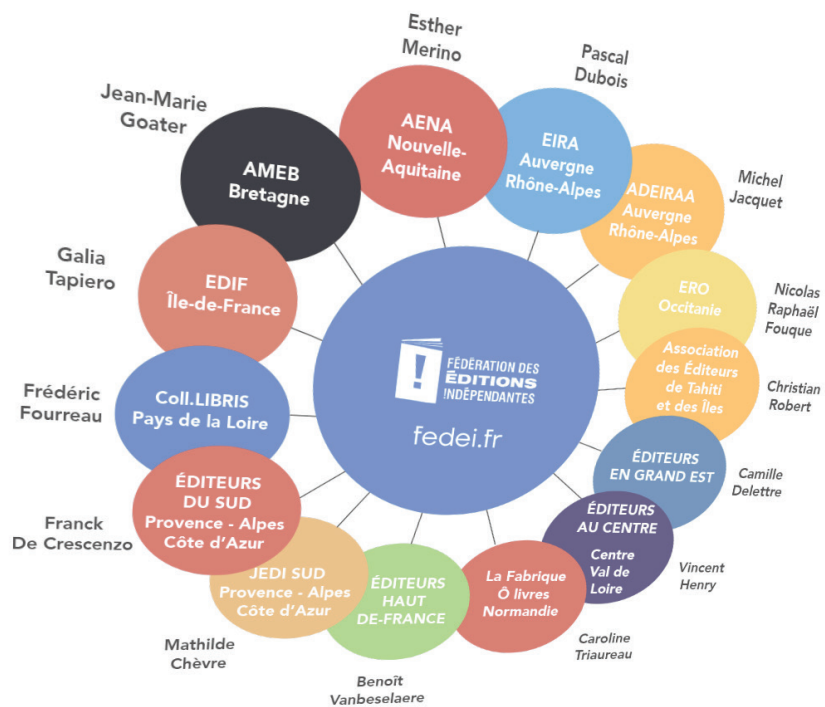 Esther
Merino
AENA
Nouvelle-
Aquitaine
Pascal
Dubois
EIRA
Auvergne
Rhône-Alpes
Michel
Jacquet
ADEIRAA
Auvergne
Rhône-Alpes
Nicolas
Raphaël
Fouque
ERO
Occitanie
Christian
Robert
Association
des Éditeurs
de Tahiti
et des Îles
Camille
Delettre
ÉDITEURS
EN GRAND EST
Vincent
Henry
ÉDITEURS
AU CENTRE
Centre
Val de
Loire
Caroline
Triaureau
La Fabrique
Ô livres
Normandie
Benoît
Vanbeselaere
ÉDITEURS
HAUT
DE-FRANCE
Mathilde
Chèvre
JEDI SUD
Provence - Alpes
Côte d'Azur
Franck
De Crescenzo
ÉDITEURS
DU SUD
Provence - Alpes
Côte d'Azur
Frédéric
Fourreau
Coll.LIBRIS
Pays de la Loire
Galia
Tapiero
EDIF
Île-de-France
Jean-Marie
Goater
AMEB
Bretagne
!
FÉDÉRATION DES
ÉDITIONS
!NDÉPENDANTES
fedei.fr